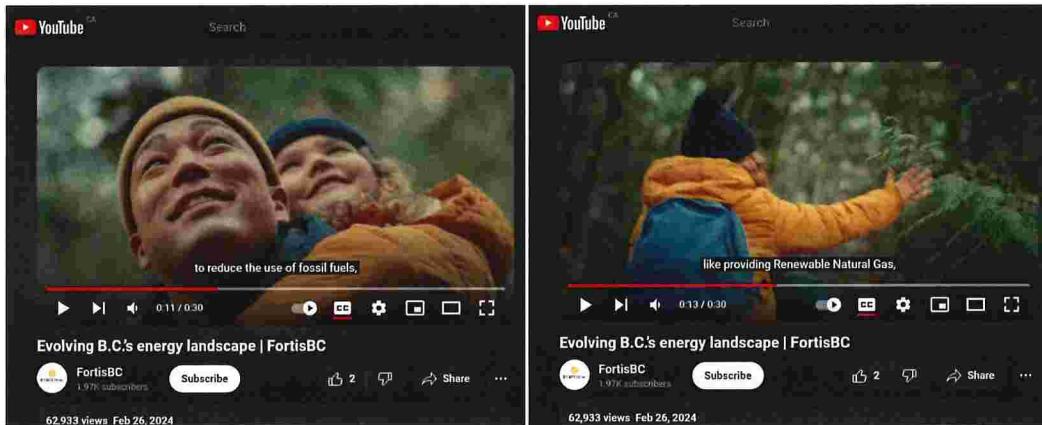 YouTube CA
Search
to reduce the use of fossil fuels,
0:11 / 0:30
CC
Evolving B.C.'s energy landscape | FortisBC
FortisBC
1.97K subscribers
Subscribe
2
Share
62,933 views Feb 26, 2024
YouTube CA
Search
like providing Renewable Natural Gas,
0:13 / 0:30
CC
Evolving B.C.'s energy landscape | FortisBC
FortisBC
1.97K subscribers
Subscribe
2
Share
62,933 views Feb 26, 2024